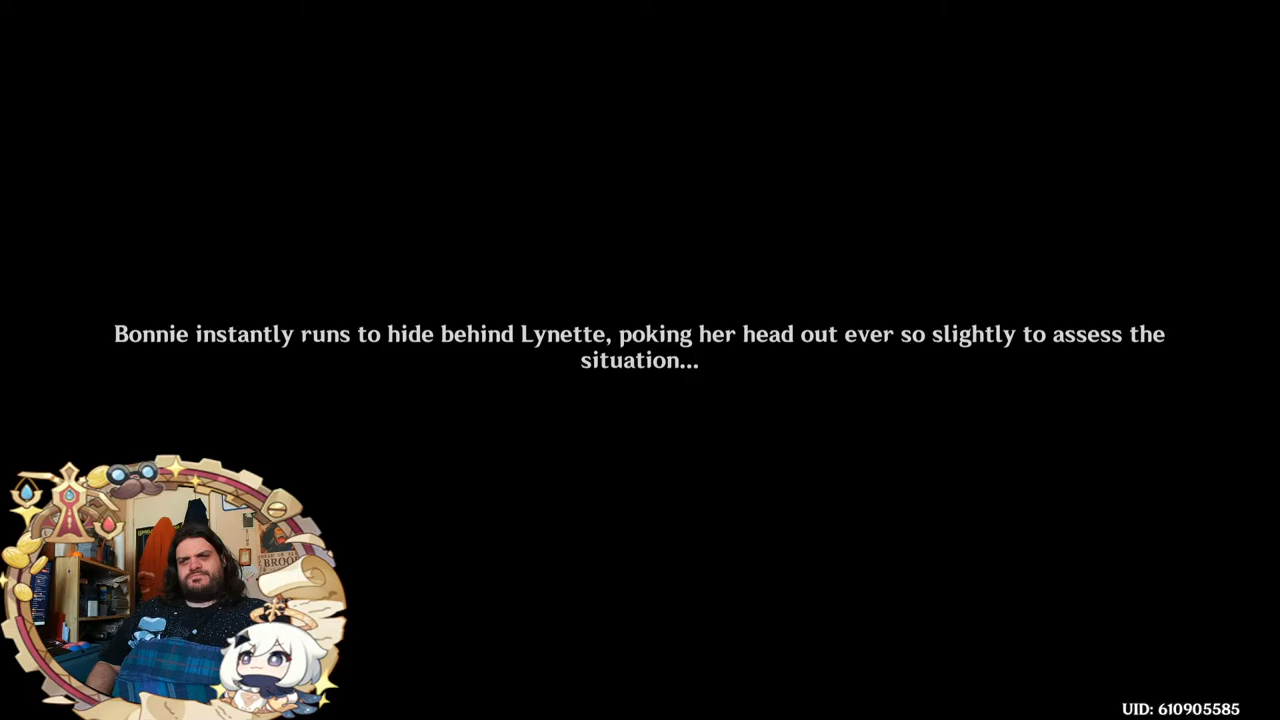 Bonnie instantly runs to hide behind Lynette, poking her head out ever so slightly to assess the
situation...
BROOK
UID: 610905585